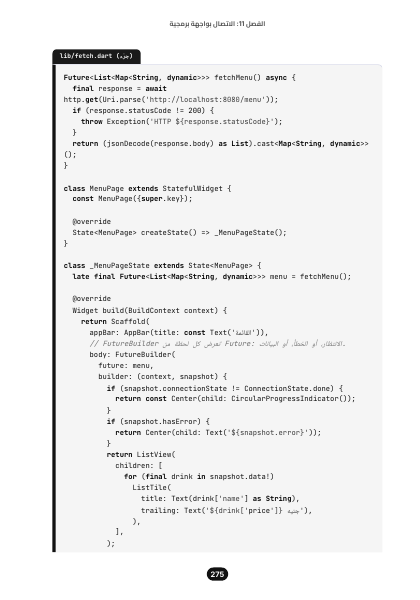 الفصل 11: الاتصال بواجهة برمجية
lib/fetch.dart (جزء)
Future<List<Map<String, dynamic>>> fetchMenu() async {
  final response = await
http.get(Uri.parse('http://localhost:8080/menu'));
  if (response.statusCode != 200) {
    throw Exception('HTTP ${response.statusCode}');
  }
  return (jsonDecode(response.body) as List).cast<Map<String, dynamic>>
();
}

class MenuPage extends StatefulWidget {
  const MenuPage({super.key});

  @override
  State<MenuPage> createState() => _MenuPageState();
}

class _MenuPageState extends State<MenuPage> {
  late final Future<List<Map<String, dynamic>>> menu = fetchMenu();

  @override
  Widget build(BuildContext context) {
    return Scaffold(
      appBar: AppBar(title: const Text('القائمة')),
      // FutureBuilder تعرض كل لحظة من Future: الانتظار، أو الخطأ، أو البيانات.
      body: FutureBuilder(
        future: menu,
        builder: (context, snapshot) {
          if (snapshot.connectionState != ConnectionState.done) {
            return const Center(child: CircularProgressIndicator());
          }
          if (snapshot.hasError) {
            return Center(child: Text('${snapshot.error}'));
          }
          return ListView(
            children: [
              for (final drink in snapshot.data!)
                ListTile(
                  title: Text(drink['name'] as String),
                  trailing: Text('${drink['price']} جنيه'),
                ),
            ],
          );
275